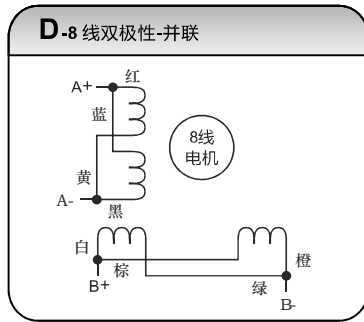 D-8 线双极性-并联
A+
红
蓝
8线
电机
黄
A-
黑
白
棕
B+
橙
绿
B-